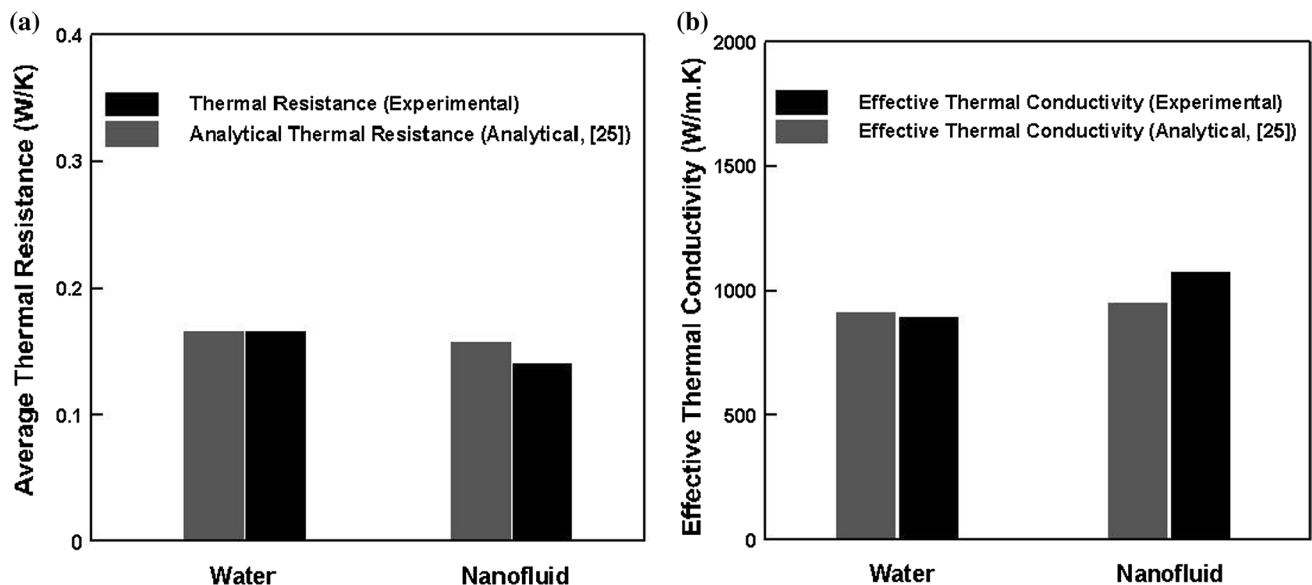 (a)
Average Thermal Resistance (W/K)
0.4
0.3
0.2
0.1
0
Thermal Resistance (Experimental)
Analytical Thermal Resistance (Analytical, [25])
Water
Nanofluid
(b)
Effective Thermal Conductivity (W/m.K)
2000
1500
1000
500
0
Effective Thermal Conductivity (Experimental)
Effective Thermal Conductivity (Analytical, [25])
Water
Nanofluid